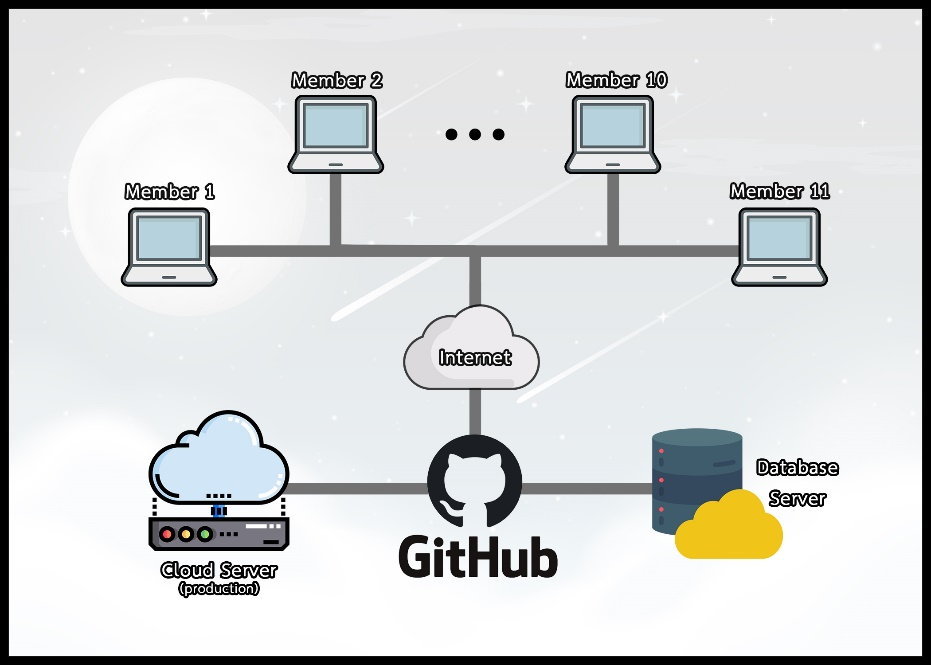 Member 2
Member 10
Member 1
Member 11
Internet
Database
Server
GitHub
Cloud Server
(production)